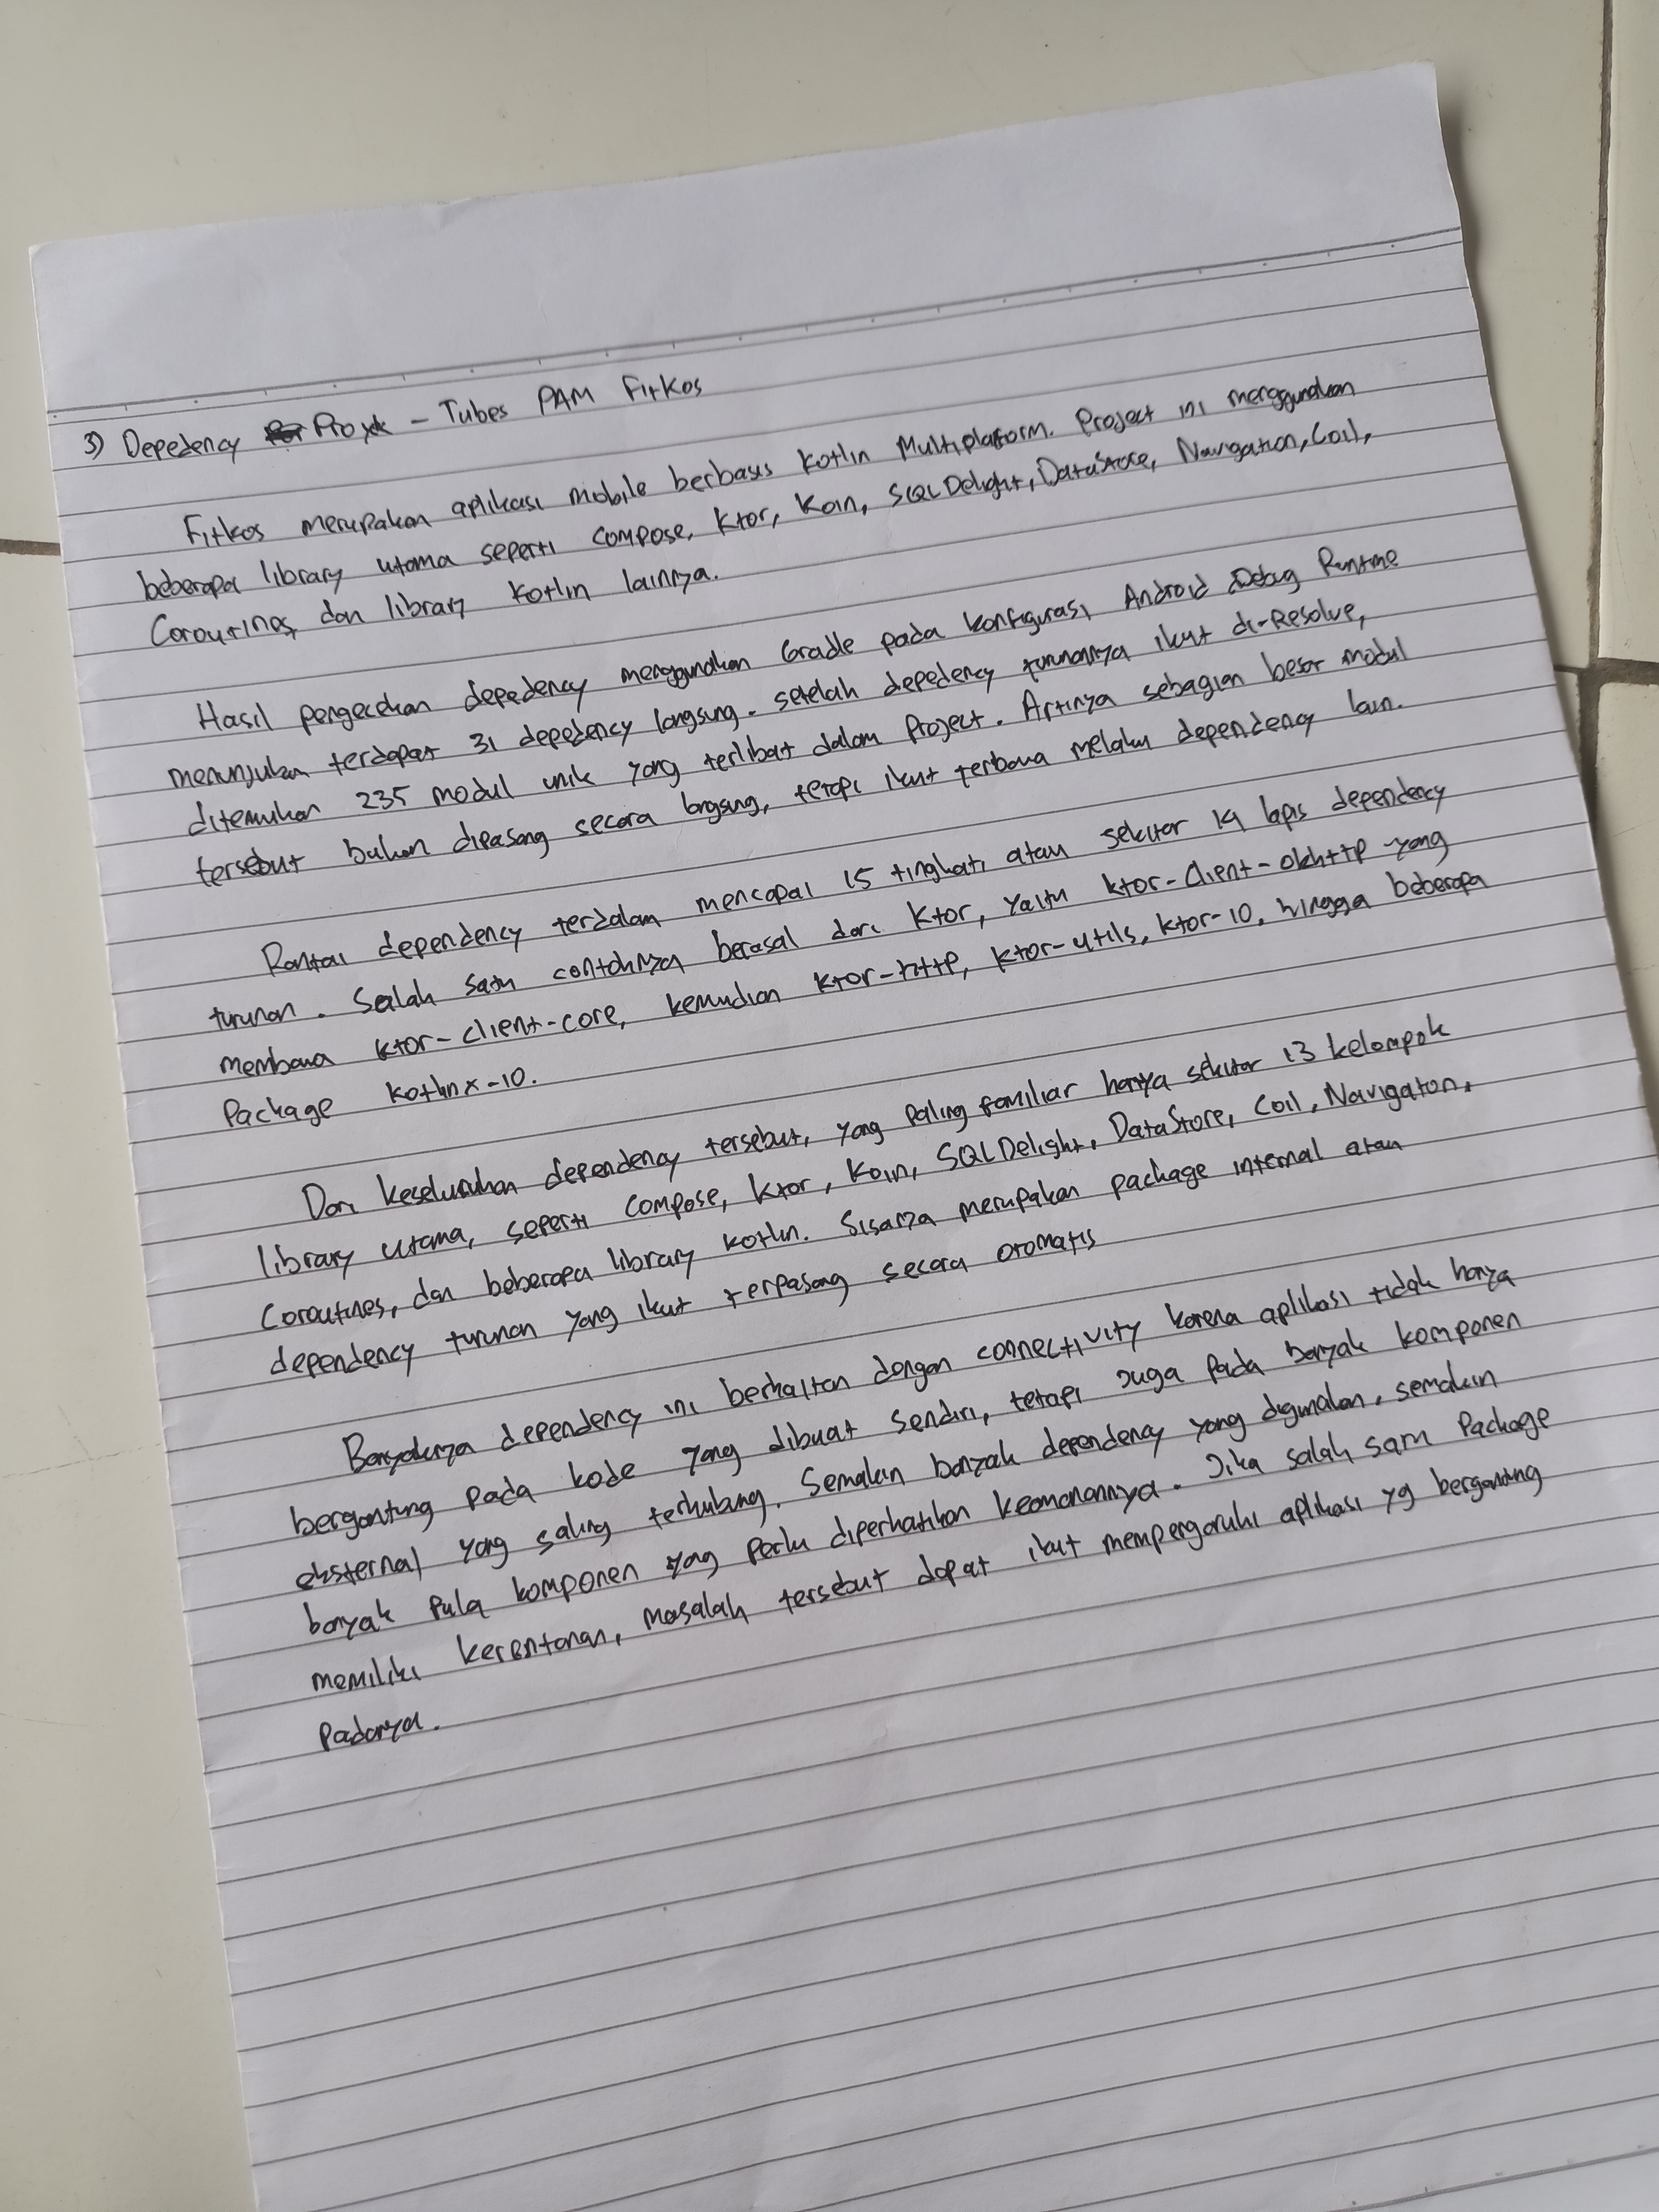 3) Depedency Proyek - Tubes PAM Fitkos
Fitkos merupakan aplikasi mobile berbasis Kotlin Multiplatform. Project ini menggunakan
beberapa library utama seperti Compose, Ktor, Koin, SQLDelight, DataStore, Navigation, Coil,
Coroutines, dan library Kotlin lainnya.
Hasil pengecekan depedency menggunakan Gradle pada konfigurasi Android Debug Runtime
menunjukan terdapat 31 depedency langsung. setelah depedency turunannya ikut di-Resolve,
ditemukan 235 modul unik yang terlibat dalam Project. Artinya sebagian besar modul
tersebut bukan dipasang secara langsung, tetapi ikut terbawa melalui dependency lain.
Rantai dependency terdalam mencapai 15 tingkat, atau sekitar 14 lapis dependency
turunan. Salah satu contohnya berasal dari Ktor, yaitu ktor-client-okhttp yang
membawa ktor-client-core, kemudian ktor-http, ktor-utils, ktor-io, hingga beberapa
Package kotlinx-io.
Dari keseluruhan dependency tersebut, yang paling familiar hanya sekitar 13 kelompok
library utama, seperti Compose, Ktor, Koin, SQLDelight, DataStore, Coil, Navigation,
Coroutines, dan beberapa library kotlin. Sisanya merupakan package internal atau
dependency turunan yang ikut terpasang secara otomatis
Banyaknya dependency ini berkaitan dengan connectivity karena aplikasi tidak hanya
bergantung pada kode yang dibuat sendiri, tetapi juga pada banyak komponen
eksternal yang saling terhubung. Semakin banyak dependency yang digunakan, semakin
banyak pula komponen yang perlu diperhatikan keamanannya. Jika salah satu Package
memiliki kerentanan, masalah tersebut dapat ikut mempengaruhi aplikasi yg bergantung
Padanya.